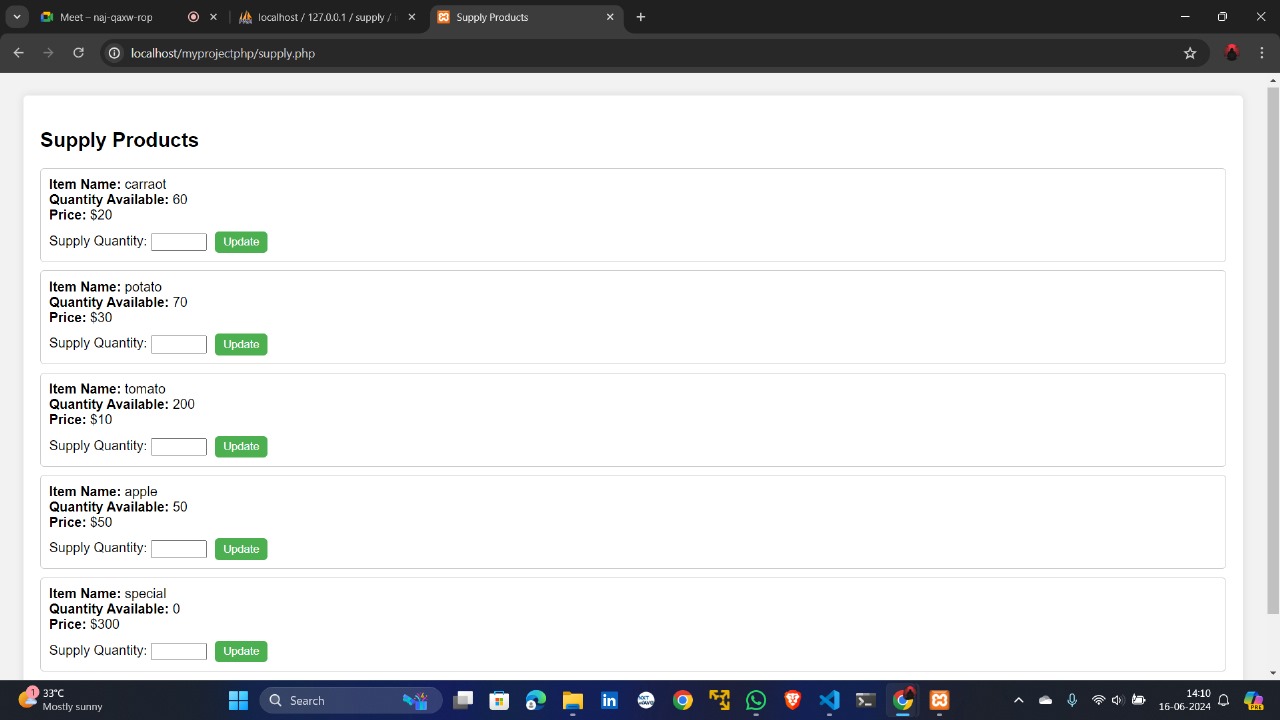 Meet – naj-qaxw-rop
localhost / 127.0.0.1 / supply /
Supply Products
localhost/myprojectphp/supply.php
Supply Products
Item Name: carraot
Quantity Available: 60
Price: $20
Supply Quantity: Update
Item Name: potato
Quantity Available: 70
Price: $30
Supply Quantity: Update
Item Name: tomato
Quantity Available: 200
Price: $10
Supply Quantity: Update
Item Name: apple
Quantity Available: 50
Price: $50
Supply Quantity: Update
Item Name: special
Quantity Available: 0
Price: $300
Supply Quantity: Update
1
33°C
Mostly sunny
Search
in
14:10
16-06-2024
PRE